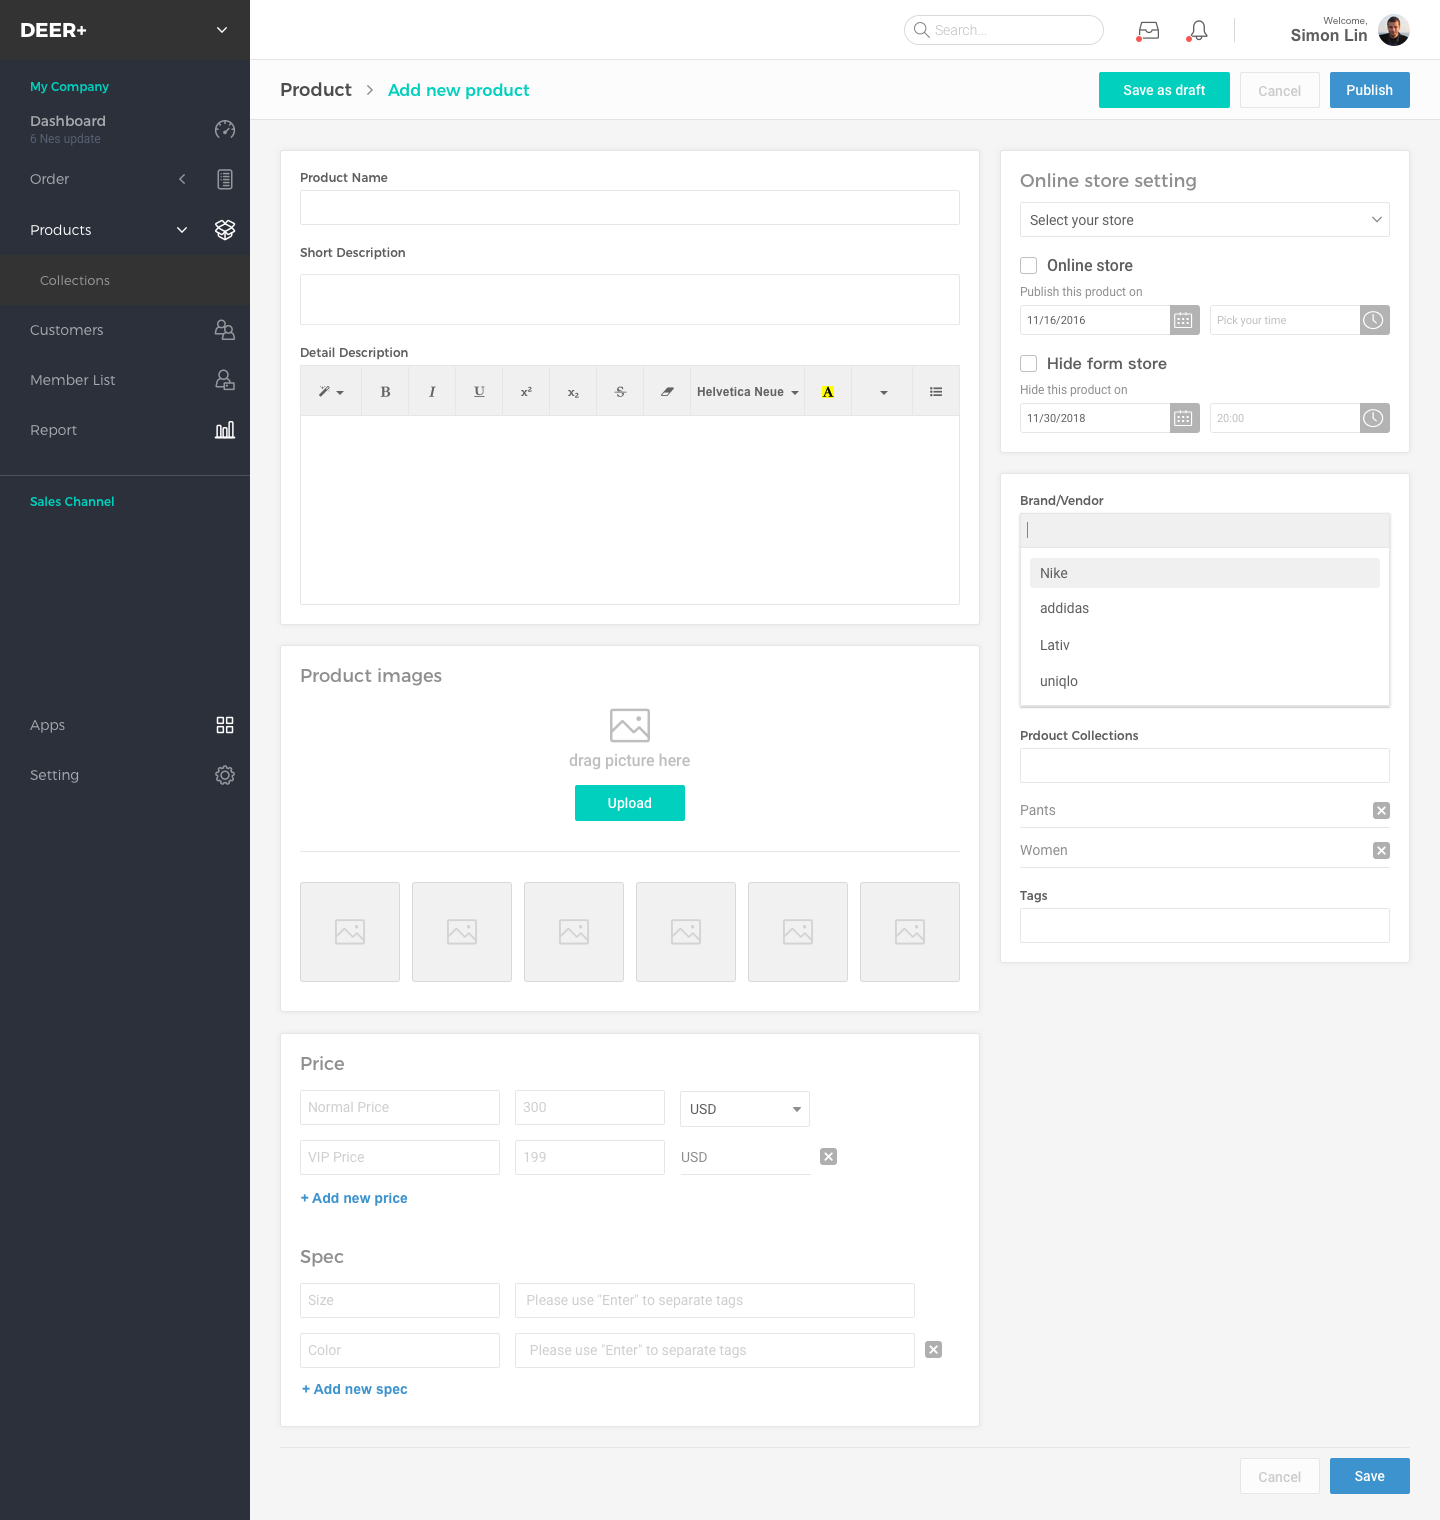 DEER+
Search...
Welcome,
Simon Lin
My Company
Dashboard
6 Nes update
Order
Products
Collections
Customers
Member List
Report
Sales Channel
Apps
Setting
Product > Add new product
Save as draft
Cancel
Publish
Product Name
Short Description
Detail Description
B I U x² x₂ S Helvetica Neue A
Product images
drag picture here
Upload
Price
Normal Price 300 USD
VIP Price 199 USD
+ Add new price
Spec
Size Please use "Enter" to separate tags
Color Please use "Enter" to separate tags
+ Add new spec
Online store setting
Select your store
Online store
Publish this product on
11/16/2016 Pick your time
Hide form store
Hide this product on
11/30/2018 20:00
Brand/Vendor
Nike
addidas
Lativ
uniqlo
Prdouct Collections
Pants
Women
Tags
Cancel
Save